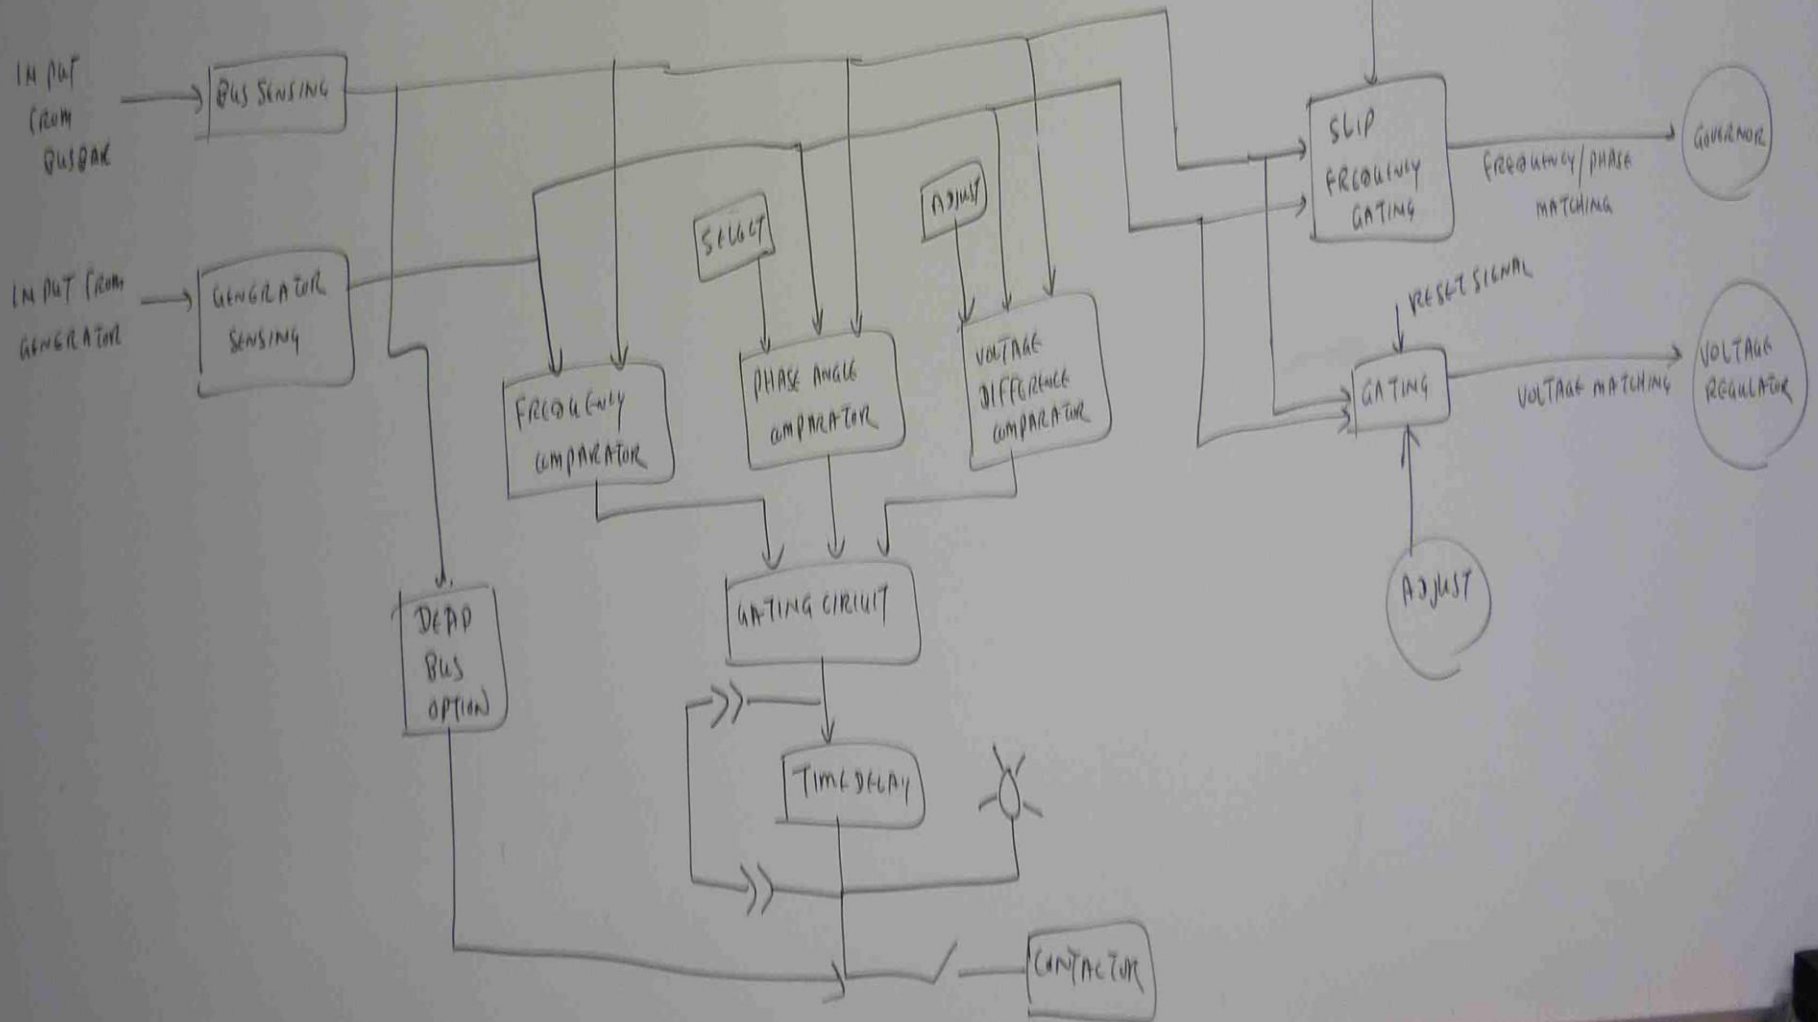 INPUT
FROM
BUSBAR
BUS SENSING
INPUT FROM
GENERATOR
GENERATOR
SENSING
SELECT
ADJUST
FREQUENCY
COMPARATOR
PHASE ANGLE
COMPARATOR
VOLTAGE
DIFFERENCE
COMPARATOR
SLIP
FREQUENCY
GATING
FREQUENCY/PHASE
MATCHING
GOVERNOR
RESET SIGNAL
GATING
VOLTAGE MATCHING
VOLTAGE
REGULATOR
ADJUST
DEAD
BUS
OPTION
GATING CIRIUIT
TIME DELAY
CONTACTOR